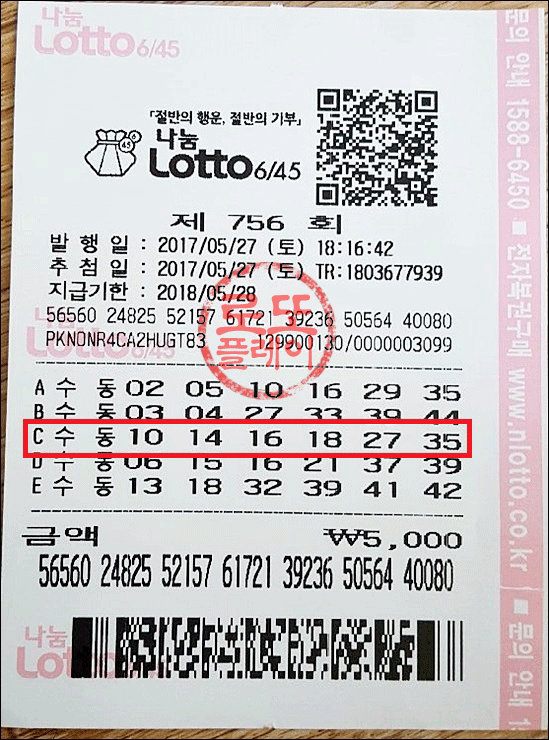 나눔
Lotto 6/45
「절반의 행운, 절반의 기부」
나눔
Lotto 6/45
제 756 회
발 행 일 : 2017/05/27 (토) 18:16:42
추 첨 일 : 2017/05/27 (토) TR:1803677939
지급기한 : 2018/05/28
56560 24825 52157 61721 39236 50564 40080
PKNONR4CA2HUGT83 129900130/0000003099
로또
플레이
A 수 동 02 05 10 16 29 35
B 수 동 03 04 27 33 39 44
C 수 동 10 14 16 18 27 35
D 수 동 06 15 16 21 37 39
E 수 동 13 18 32 39 41 42
금액 ₩5,000
56560 24825 52157 61721 39236 50564 40080
나눔
Lotto 6/45
문의 안내 1588-6450 ■ 전자복권구매 www.nlotto.co.kr ■ 문의 안내 15